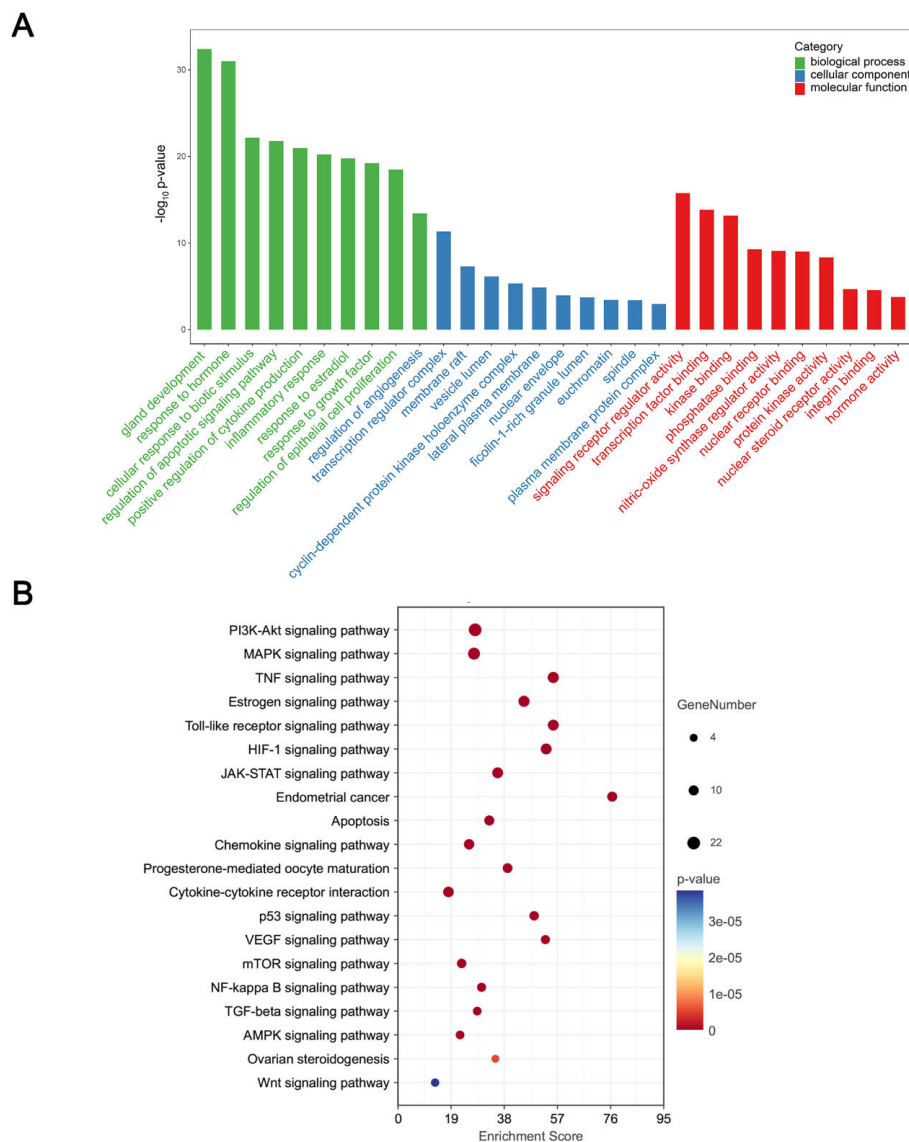 A
Category
biological process
cellular component
molecular function
-log10 p-value
30
20
10
0
gland development
response to hormone
cellular response to biotic stimulus
regulation of apoptotic signaling pathway
positive regulation of cytokine production
inflammatory response
response to estradiol
response to growth factor
regulation of epithelial cell proliferation
regulation of angiogenesis
transcription regulator complex
membrane raft
vesicle lumen
cyclin-dependent protein kinase holoenzyme complex
lateral plasma membrane
nuclear envelope
ficolin-1-rich granule lumen
euchromatin
spindle
plasma membrane protein complex
signaling receptor regulator activity
transcription factor binding
kinase binding
phosphatase binding
nitric-oxide synthase regulator activity
nuclear receptor binding
protein kinase activity
nuclear steroid receptor activity
integrin binding
hormone activity
B
PI3K-Akt signaling pathway
MAPK signaling pathway
TNF signaling pathway
Estrogen signaling pathway
Toll-like receptor signaling pathway
HIF-1 signaling pathway
JAK-STAT signaling pathway
Endometrial cancer
Apoptosis
Chemokine signaling pathway
Progesterone-mediated oocyte maturation
Cytokine-cytokine receptor interaction
p53 signaling pathway
VEGF signaling pathway
mTOR signaling pathway
NF-kappa B signaling pathway
TGF-beta signaling pathway
AMPK signaling pathway
Ovarian steroidogenesis
Wnt signaling pathway
0 19 38 57 76 95
Enrichment Score
GeneNumber
4
10
22
p-value
3e-05
2e-05
1e-05
0